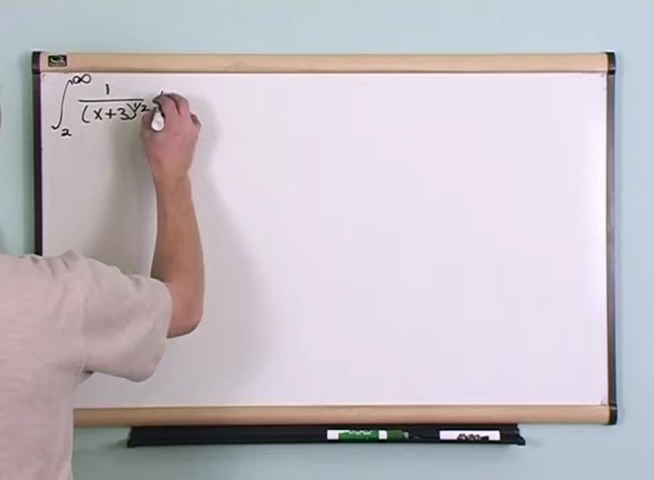 ∫₂^∞ 1/(x+3)^1/2 d